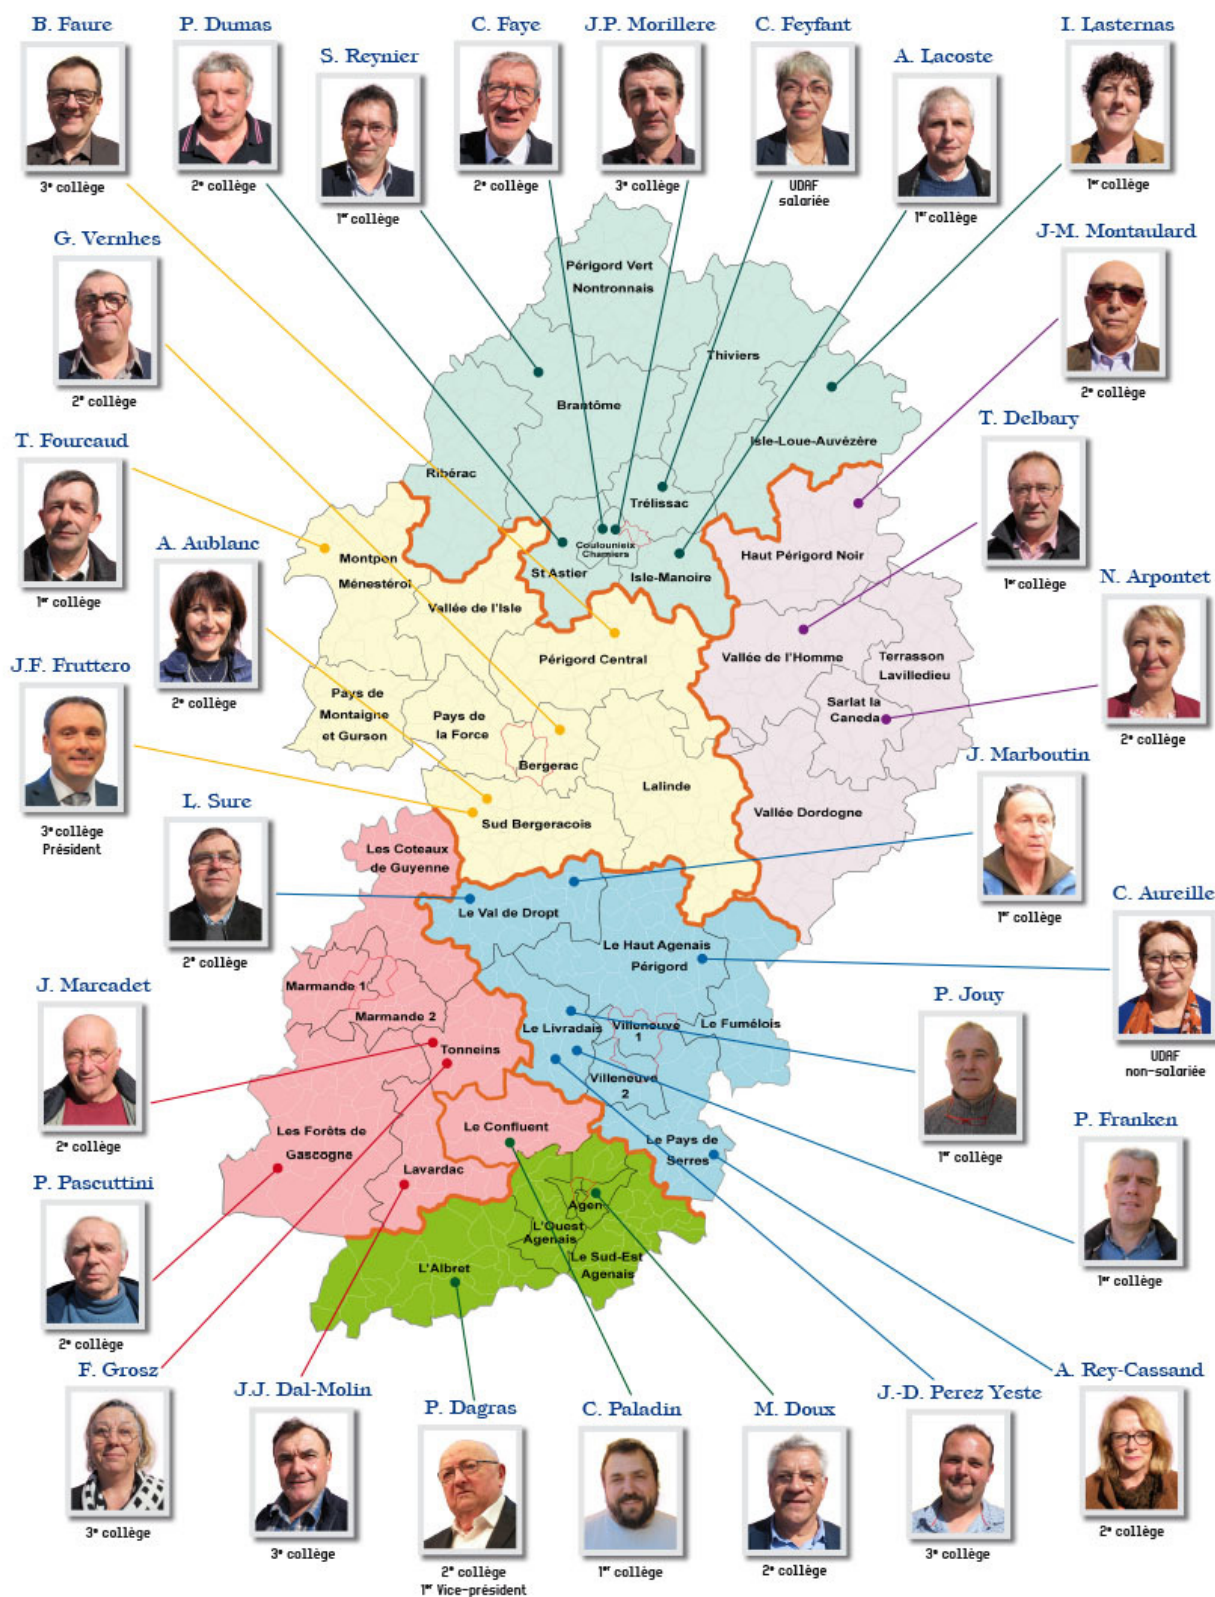 B. Faure
P. Dumas
C. Faye
J.P. Morillere
C. Feyfant
I. Lasternas
S. Reynier
A. Lacoste
3e collège
2e collège
1er collège
2e collège
3e collège
UDAF
salariée
1er collège
1er collège
G. Vernhes
2e collège
J-M. Montaulard
2e collège
T. Fourcaud
1er collège
T. Delbary
1er collège
A. Aublanc
2e collège
N. Arpontet
2e collège
J.F. Fruttero
3e collège
Président
J. Marboutin
1er collège
L. Sure
2e collège
C. Aureille
UDAF
non-salariée
J. Marcadet
2e collège
P. Jouy
1er collège
P. Franken
1er collège
P. Pascuttini
2e collège
Périgord Vert
Nontronnais
Thiviers
Brantôme
Isle-Loue-Auvézère
Ribérac
Trélissac
Coulounieix
Chamiers
St Astier
Isle-Manoire
Haut Périgord Noir
Montpon
Ménestérol
Vallée de l'Isle
Périgord Central
Vallée de l'Homme
Terrasson
Lavilledieu
Sarlat la
Caneda
Pays de
Montaigne
et Gurson
Pays de
la Force
Bergerac
Lalinde
Vallée Dordogne
Sud Bergeracois
Les Coteaux
de Guyenne
Le Val de Dropt
Le Haut Agenais
Périgord
Marmande 1
Marmande 2
Tonneins
Le Livradais
Villeneuve
1
Le Fumélois
Villeneuve
2
Le Confluent
Les Forêts de
Gascogne
Lavardac
Le Pays de
Serres
Agen
L'Ouest
Agenais
Le Sud-Est
Agenais
L'Albret
F. Grosz
3e collège
J.J. Dal-Molin
3e collège
P. Dagras
2e collège
1er Vice-président
C. Paladin
1er collège
M. Doux
2e collège
J.-D. Perez Yeste
3e collège
A. Rey-Cassand
2e collège